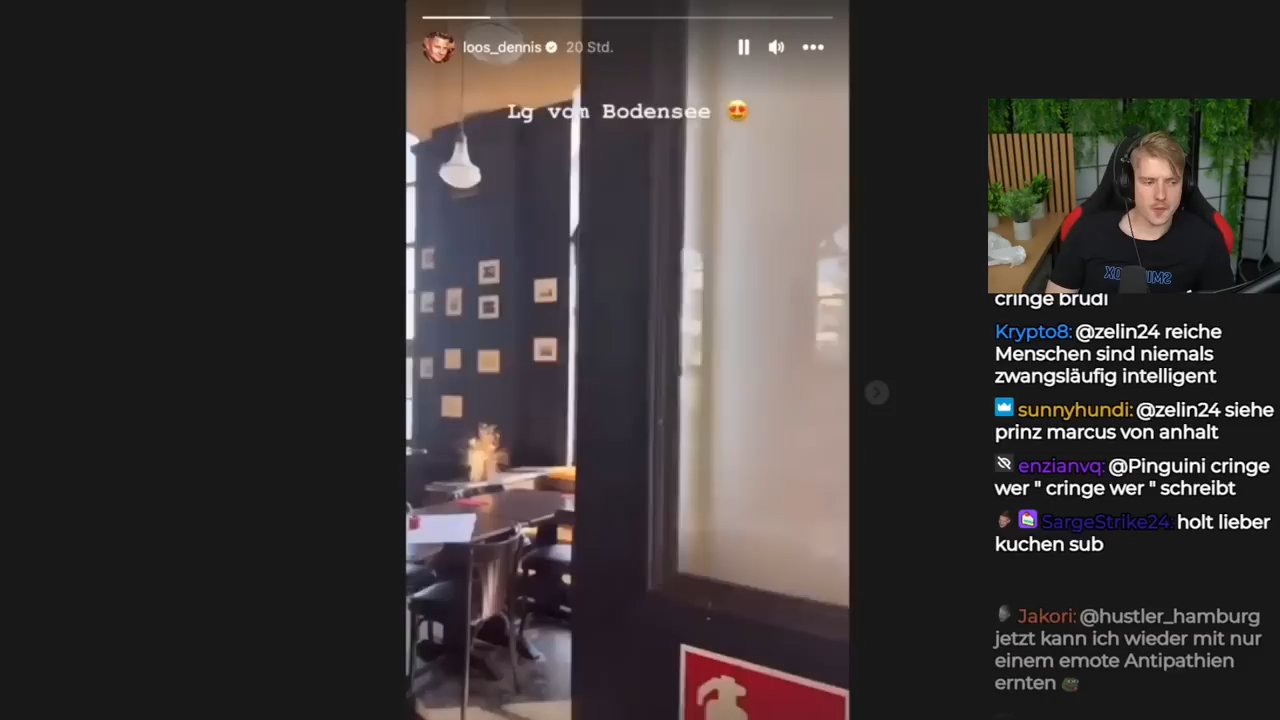 loos_dennis 20 Std.
Lg vom Bodensee 😍
cringe brudi
Krypto8: @zelin24 reiche
Menschen sind niemals
zwangsläufig intelligent
sunnyhundi: @zelin24 siehe
prinz marcus von anhalt
enzianvq: @Pinguini cringe
wer " cringe wer " schreibt
SargeStrike24: holt lieber
kuchen sub
Jakori: @hustler_hamburg
jetzt kann ich wieder mit nur
einem emote Antipathien
ernten